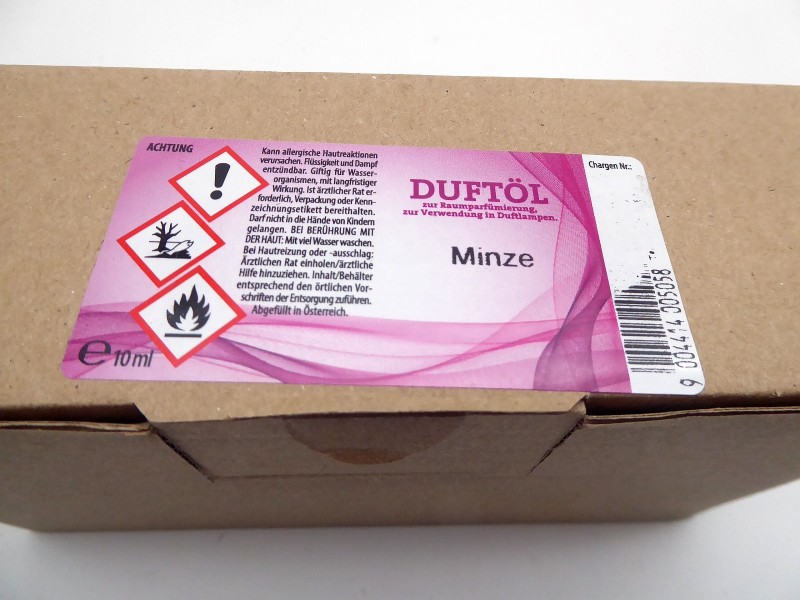 ACHTUNG
Kann allergische Hautreaktionen
verursachen. Flüssigkeit und Dampf
entzündbar. Giftig für Wasser-
organismen, mit langfristiger
Wirkung. Ist ärztlicher Rat er-
forderlich, Verpackung oder Kenn-
zeichnungsetikett bereithalten.
Darf nicht in die Hände von Kindern
gelangen. BEI BERÜHRUNG MIT
DER HAUT: Mit viel Wasser waschen.
Bei Hautreizung oder -ausschlag:
Ärztlichen Rat einholen/ärztliche
Hilfe hinzuziehen. Inhalt/Behälter
entsprechend den örtlichen Vor-
schriften der Entsorgung zuführen.
Abgefüllt in Österreich.
℮ 10 ml
DUFTÖL
zur Raumparfümierung,
zur Verwendung in Duftlampen.
Minze
Chargen Nr.:
9 004414 005058